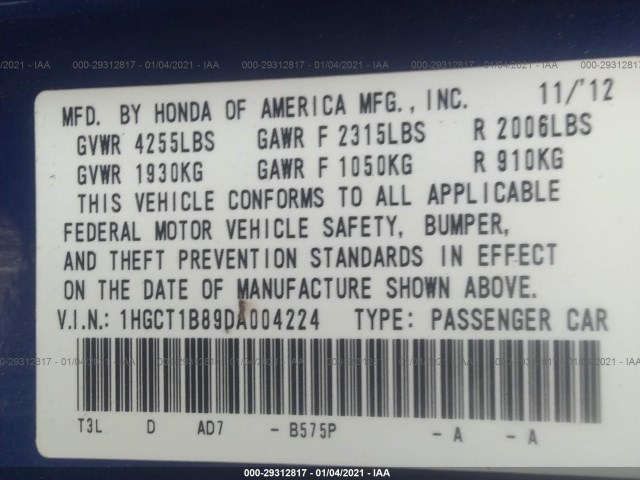 000-29312817 - 01/04/2021 - IAA 000-29312817 - 01/04/2021 - IAA
MFD. BY HONDA OF AMERICA MFG., INC. 11/'12
GVWR 4255LBS GAWR F 2315LBS R 2006LBS
GVWR 1930KG GAWR F 1050KG R 910KG
THIS VEHICLE CONFORMS TO ALL APPLICABLE
FEDERAL MOTOR VEHICLE SAFETY, BUMPER,
AND THEFT PREVENTION STANDARDS IN EFFECT
ON THE DATE OF MANUFACTURE SHOWN ABOVE.
V.I.N.: 1HGCT1B89DA004224 TYPE: PASSENGER CAR
T3L D AD7 - B575P - A - A
000-29312817 - 01/04/2021 - IAA